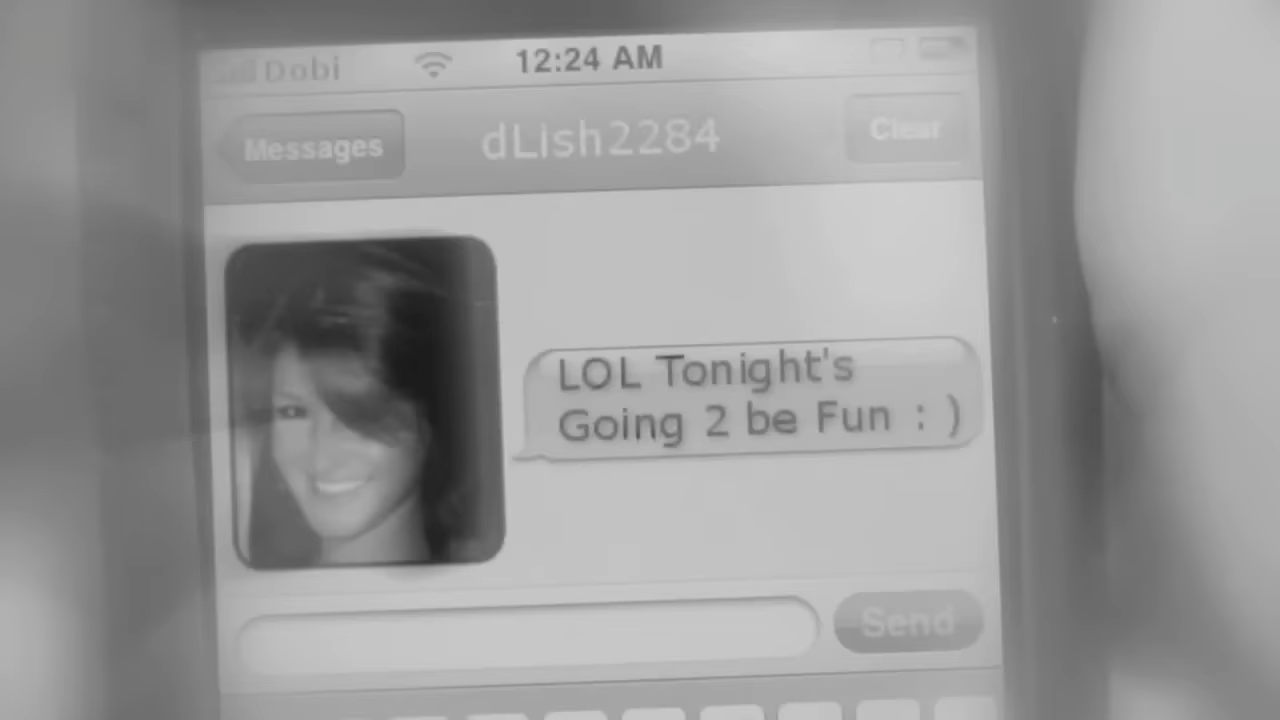 Dobi 12:24 AM
Messages dLish2284 Clear
LOL Tonight's
Going 2 be Fun : )
Send